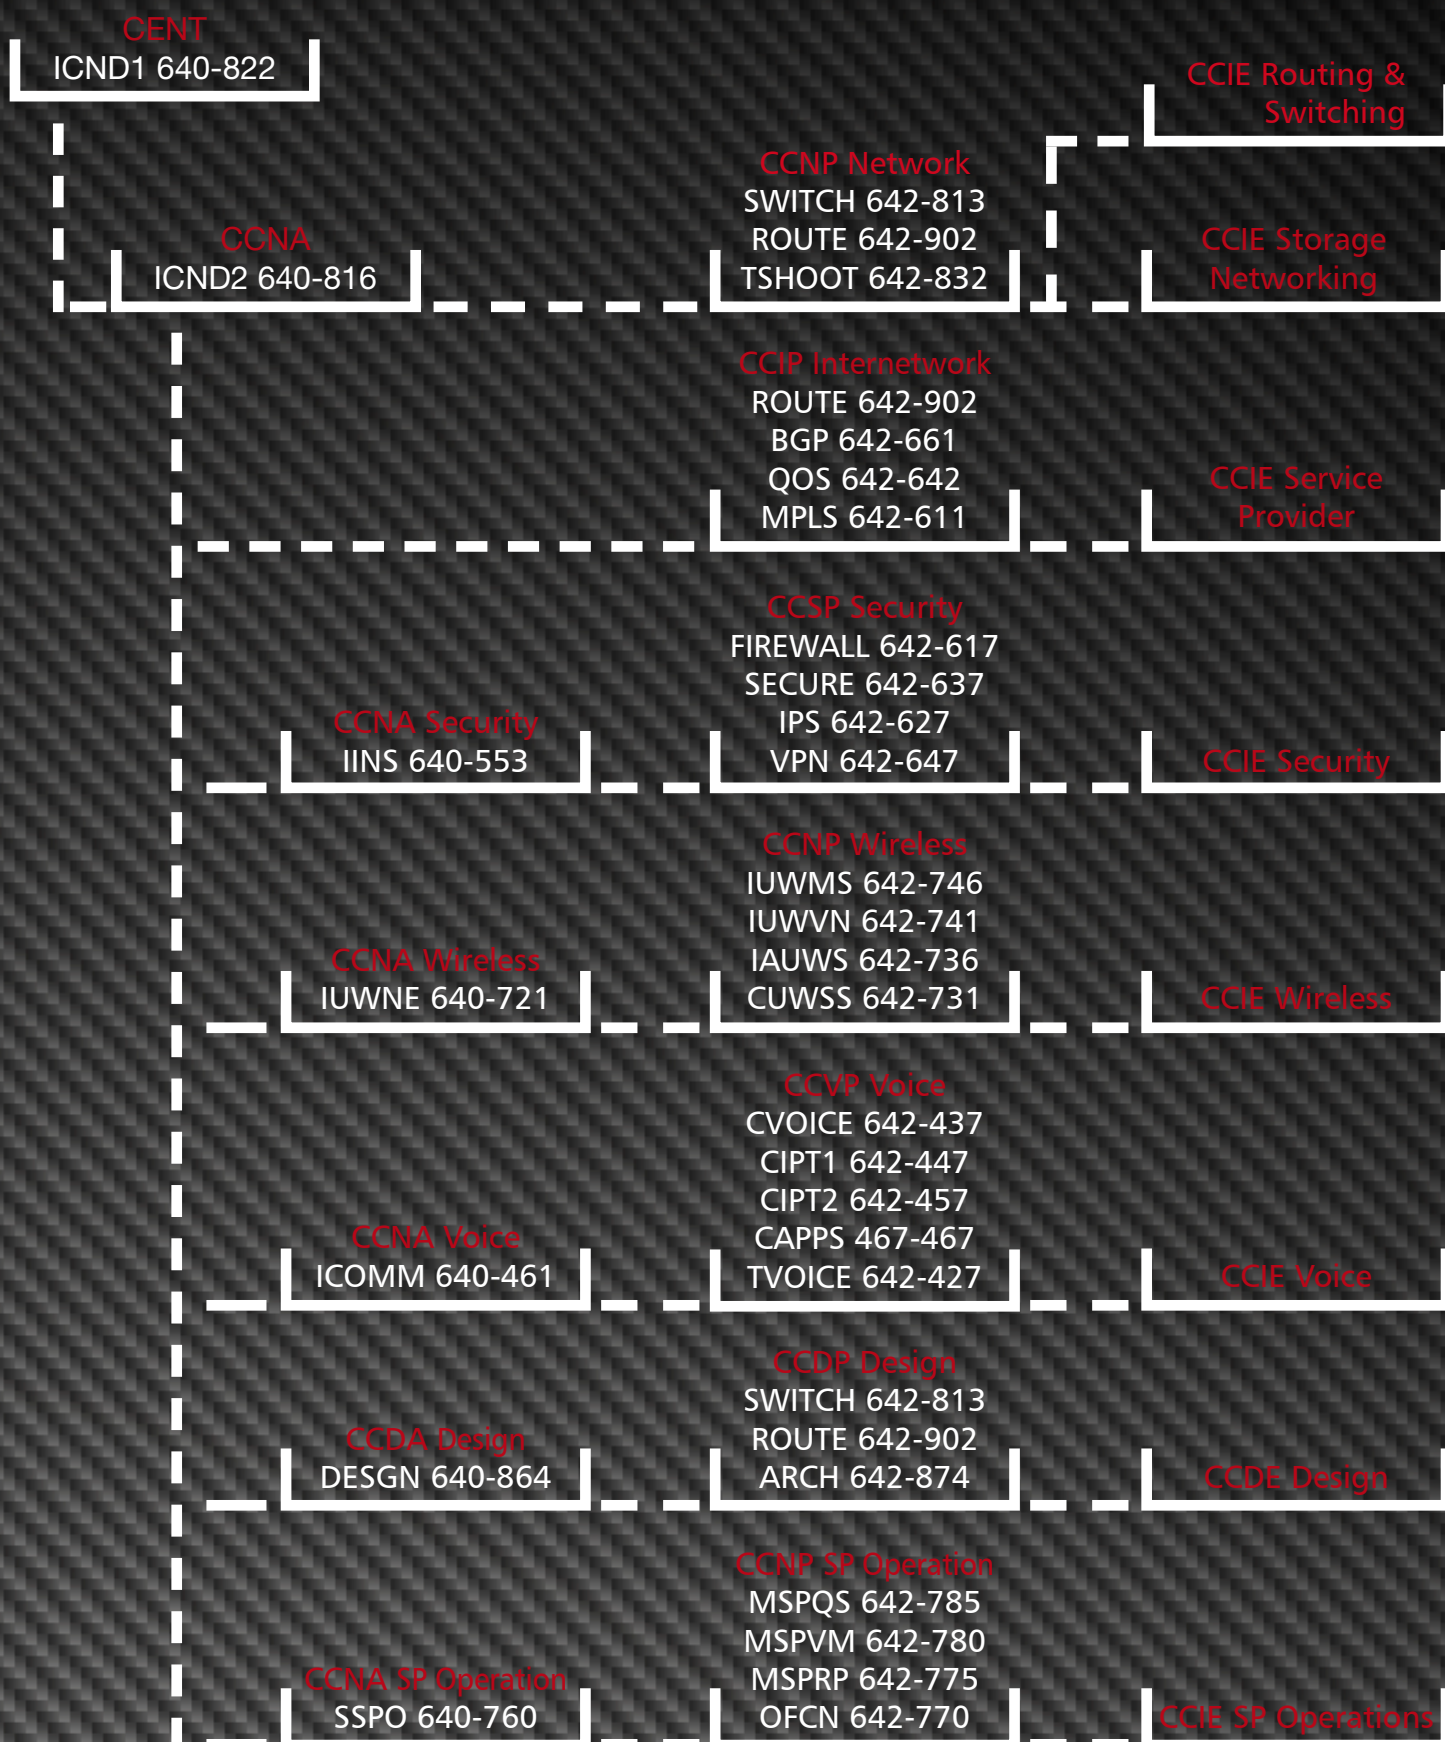 CENT
ICND1 640-822
CCIE Routing &
Switching
CCNP Network
SWITCH 642-813
ROUTE 642-902
TSHOOT 642-832
CCNA
ICND2 640-816
CCIE Storage
Networking
CCIP Internetwork
ROUTE 642-902
BGP 642-661
QOS 642-642
MPLS 642-611
CCIE Service
Provider
CCSP Security
FIREWALL 642-617
SECURE 642-637
IPS 642-627
VPN 642-647
CCNA Security
IINS 640-553
CCIE Security
CCNP Wireless
IUWMS 642-746
IUWVN 642-741
IAUWS 642-736
CUWSS 642-731
CCNA Wireless
IUWNE 640-721
CCIE Wireless
CCVP Voice
CVOICE 642-437
CIPT1 642-447
CIPT2 642-457
CAPPS 467-467
TVOICE 642-427
CCNA Voice
ICOMM 640-461
CCIE Voice
CCDP Design
SWITCH 642-813
ROUTE 642-902
ARCH 642-874
CCDA Design
DESGN 640-864
CCDE Design
CCNP SP Operation
MSPQS 642-785
MSPVM 642-780
MSPRP 642-775
OFCN 642-770
CCNA SP Operation
SSPO 640-760
CCIE SP Operations